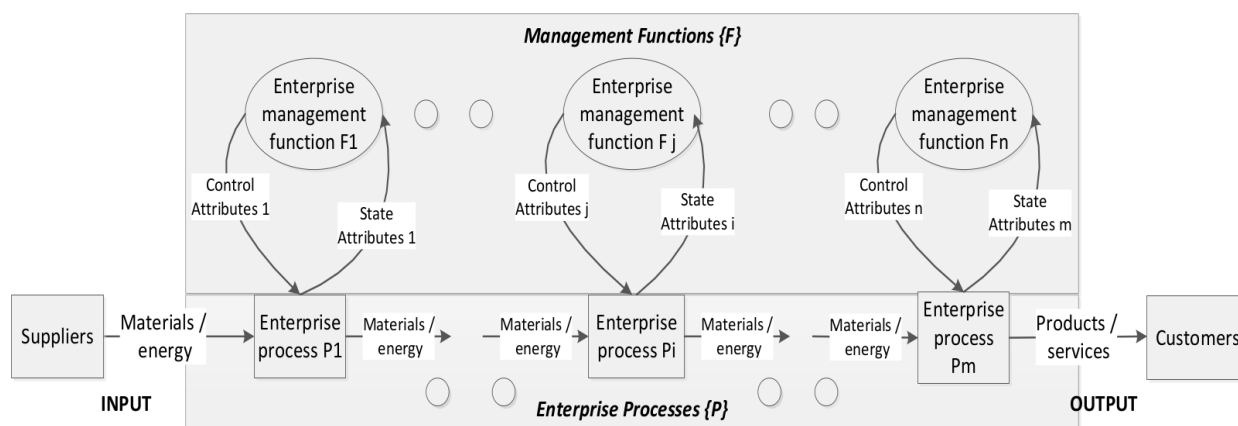 Management Functions {F}
Enterprise
management
function F1
Enterprise
management
function F j
Enterprise
management
function Fn
Control
Attributes 1
State
Attributes 1
Control
Attributes j
State
Attributes i
Control
Attributes n
State
Attributes m
Suppliers
Materials /
energy
Enterprise
process P1
Materials /
energy
Materials /
energy
Enterprise
process Pi
Materials /
energy
Materials /
energy
Enterprise
process
Pm
Products /
services
Customers
INPUT
Enterprise Processes {P}
OUTPUT